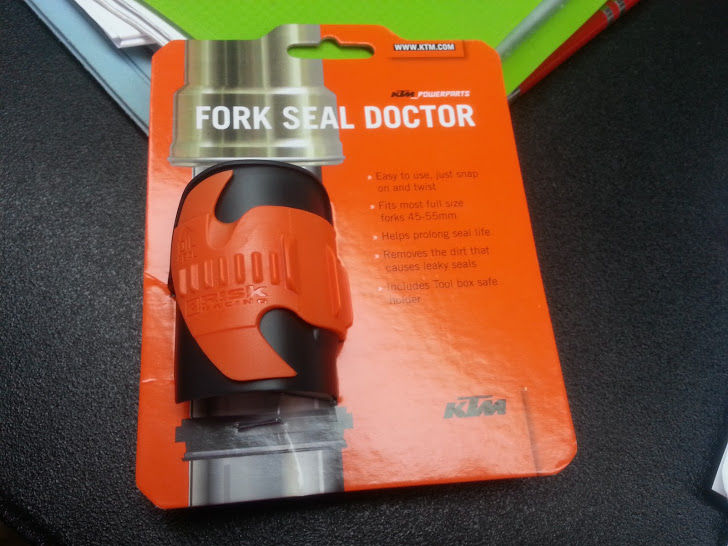 WWW.KTM.COM
KTM POWERPARTS
FORK SEAL DOCTOR
» Easy to use, just snap
on and twist
» Fits most full size
forks 45-55mm
» Helps prolong seal life
» Removes the dirt that
causes leaky seals
» Includes Tool box safe
holder
Risk
RACING
KTM